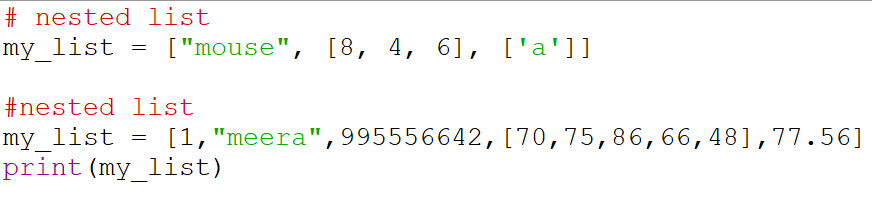 # nested list
my_list = ["mouse", [8, 4, 6], ['a']]
#nested list
my_list = [1,"meera",995556642,[70,75,86,66,48],77.56]
print(my_list)